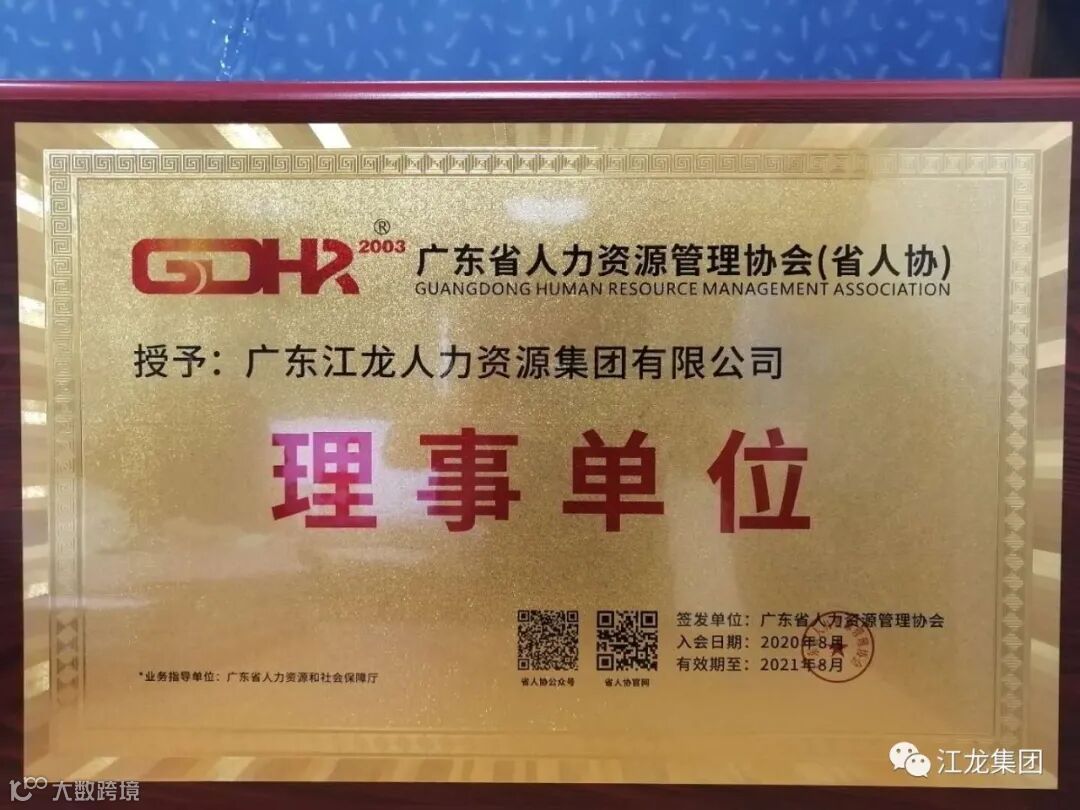 GDHR®2003 广东省人力资源管理协会(省人协)
GUANGDONG HUMAN RESOURCE MANAGEMENT ASSOCIATION
授予：广东江龙人力资源集团有限公司
理事单位
签发单位：广东省人力资源管理协会
入会日期：2020年8月
有效期至：2021年8月
省人协公众号 省人协官网
*业务指导单位：广东省人力资源和社会保障厅
江龙集团
大数跨境